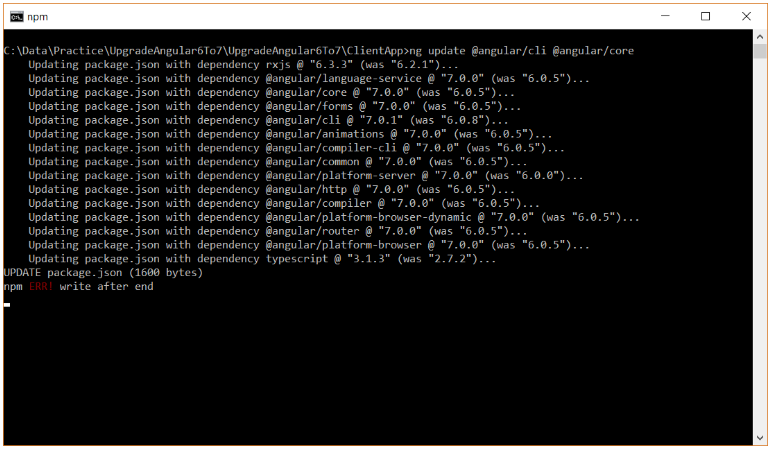 npm
C:\Data\Practice\UpgradeAngular6To7\UpgradeAngular6To7\ClientApp>ng update @angular/cli @angular/core
    Updating package.json with dependency rxjs @ "6.3.3" (was "6.2.1")...
    Updating package.json with dependency @angular/language-service @ "7.0.0" (was "6.0.5")...
    Updating package.json with dependency @angular/core @ "7.0.0" (was "6.0.5")...
    Updating package.json with dependency @angular/forms @ "7.0.0" (was "6.0.5")...
    Updating package.json with dependency @angular/cli @ "7.0.1" (was "6.0.8")...
    Updating package.json with dependency @angular/animations @ "7.0.0" (was "6.0.5")...
    Updating package.json with dependency @angular/compiler-cli @ "7.0.0" (was "6.0.5")...
    Updating package.json with dependency @angular/common @ "7.0.0" (was "6.0.5")...
    Updating package.json with dependency @angular/platform-server @ "7.0.0" (was "6.0.0")...
    Updating package.json with dependency @angular/http @ "7.0.0" (was "6.0.5")...
    Updating package.json with dependency @angular/compiler @ "7.0.0" (was "6.0.5")...
    Updating package.json with dependency @angular/platform-browser-dynamic @ "7.0.0" (was "6.0.5")...
    Updating package.json with dependency @angular/router @ "7.0.0" (was "6.0.5")...
    Updating package.json with dependency @angular/platform-browser @ "7.0.0" (was "6.0.5")...
    Updating package.json with dependency typescript @ "3.1.3" (was "2.7.2")...
UPDATE package.json (1600 bytes)
npm ERR! write after end